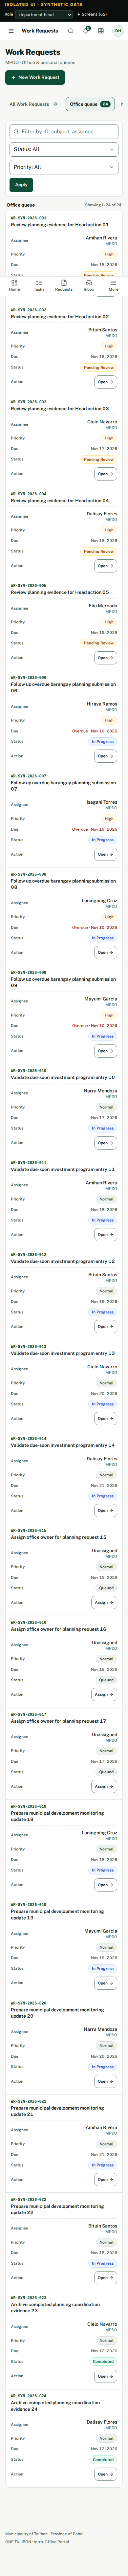 ISOLATED UI · SYNTHETIC DATA
Role department head Screens (65)
Work Requests DH
Work Requests
MPDO · Office & personal queues
+ New Work Request
All Work Requests Office queue 24
Filter by ID, subject, assignee...
Status: All
Priority: All
Apply
Office queue Showing 1–24 of 24
WR-SYN-2026-001
Review planning evidence for Head action 01
Assignee Amihan Rivera
MPDO
Priority High
Due Nov 15, 2026
Status Pending Review
Home Tasks Requests Inbox More
Open →
WR-SYN-2026-002
Review planning evidence for Head action 02
Assignee Bituin Santos
MPDO
Priority High
Due Nov 16, 2026
Status Pending Review
Action Open →
WR-SYN-2026-003
Review planning evidence for Head action 03
Assignee Cielo Navarro
MPDO
Priority High
Due Nov 17, 2026
Status Pending Review
Action Open →
WR-SYN-2026-004
Review planning evidence for Head action 04
Assignee Dalisay Flores
MPDO
Priority High
Due Nov 18, 2026
Status Pending Review
Action Open →
WR-SYN-2026-005
Review planning evidence for Head action 05
Assignee Elio Mercado
MPDO
Priority High
Due Nov 19, 2026
Status Pending Review
Action Open →
WR-SYN-2026-006
Follow up overdue barangay planning submission
06
Assignee Hiraya Ramos
MPDO
Priority High
Due Overdue Nov 10, 2026
Status In Progress
Action Open →
WR-SYN-2026-007
Follow up overdue barangay planning submission
07
Assignee Isagani Torres
MPDO
Priority High
Due Overdue Nov 10, 2026
Status In Progress
Action Open →
WR-SYN-2026-008
Follow up overdue barangay planning submission
08
Assignee Luningning Cruz
MPDO
Priority High
Due Overdue Nov 10, 2026
Status In Progress
Action Open →
WR-SYN-2026-009
Follow up overdue barangay planning submission
09
Assignee Mayumi Garcia
MPDO
Priority High
Due Overdue Nov 10, 2026
Status In Progress
Action Open →
WR-SYN-2026-010
Validate due-soon investment program entry 10
Assignee Narra Mendoza
MPDO
Priority Normal
Due Nov 17, 2026
Status In Progress
Action Open →
WR-SYN-2026-011
Validate due-soon investment program entry 11
Assignee Amihan Rivera
MPDO
Priority Normal
Due Nov 18, 2026
Status In Progress
Action Open →
WR-SYN-2026-012
Validate due-soon investment program entry 12
Assignee Bituin Santos
MPDO
Priority Normal
Due Nov 19, 2026
Status In Progress
Action Open →
WR-SYN-2026-013
Validate due-soon investment program entry 13
Assignee Cielo Navarro
MPDO
Priority Normal
Due Nov 20, 2026
Status In Progress
Action Open →
WR-SYN-2026-014
Validate due-soon investment program entry 14
Assignee Dalisay Flores
MPDO
Priority Normal
Due Nov 21, 2026
Status In Progress
Action Open →
WR-SYN-2026-015
Assign office owner for planning request 15
Assignee Unassigned
MPDO
Priority Normal
Due Nov 15, 2026
Status Queued
Action Assign →
WR-SYN-2026-016
Assign office owner for planning request 16
Assignee Unassigned
MPDO
Priority Normal
Due Nov 16, 2026
Status Queued
Action Assign →
WR-SYN-2026-017
Assign office owner for planning request 17
Assignee Unassigned
MPDO
Priority Normal
Due Nov 17, 2026
Status Queued
Action Assign →
WR-SYN-2026-018
Prepare municipal development monitoring
update 18
Assignee Luningning Cruz
MPDO
Priority Normal
Due Nov 18, 2026
Status In Progress
Action Open →
WR-SYN-2026-019
Prepare municipal development monitoring
update 19
Assignee Mayumi Garcia
MPDO
Priority Normal
Due Nov 19, 2026
Status In Progress
Action Open →
WR-SYN-2026-020
Prepare municipal development monitoring
update 20
Assignee Narra Mendoza
MPDO
Priority Normal
Due Nov 20, 2026
Status In Progress
Action Open →
WR-SYN-2026-021
Prepare municipal development monitoring
update 21
Assignee Amihan Rivera
MPDO
Priority Normal
Due Nov 21, 2026
Status In Progress
Action Open →
WR-SYN-2026-022
Prepare municipal development monitoring
update 22
Assignee Bituin Santos
MPDO
Priority Normal
Due Nov 15, 2026
Status In Progress
Action Open →
WR-SYN-2026-023
Archive completed planning coordination
evidence 23
Assignee Cielo Navarro
MPDO
Priority Normal
Due Nov 12, 2026
Status Completed
Action Open →
WR-SYN-2026-024
Archive completed planning coordination
evidence 24
Assignee Dalisay Flores
MPDO
Priority Normal
Due Nov 12, 2026
Status Completed
Action Open →
Municipality of Talibon · Province of Bohol
ONE TALIBON · Intra-Office Portal